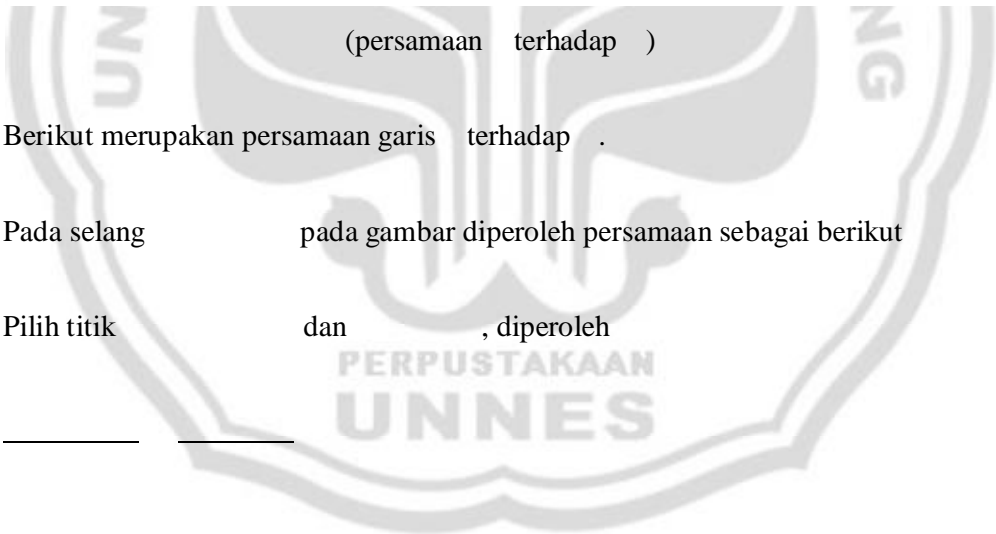 (persamaan terhadap )
Berikut merupakan persamaan garis terhadap .
Pada selang pada gambar diperoleh persamaan sebagai berikut
Pilih titik dan , diperoleh
PERPUSTAKAAN
UNNES